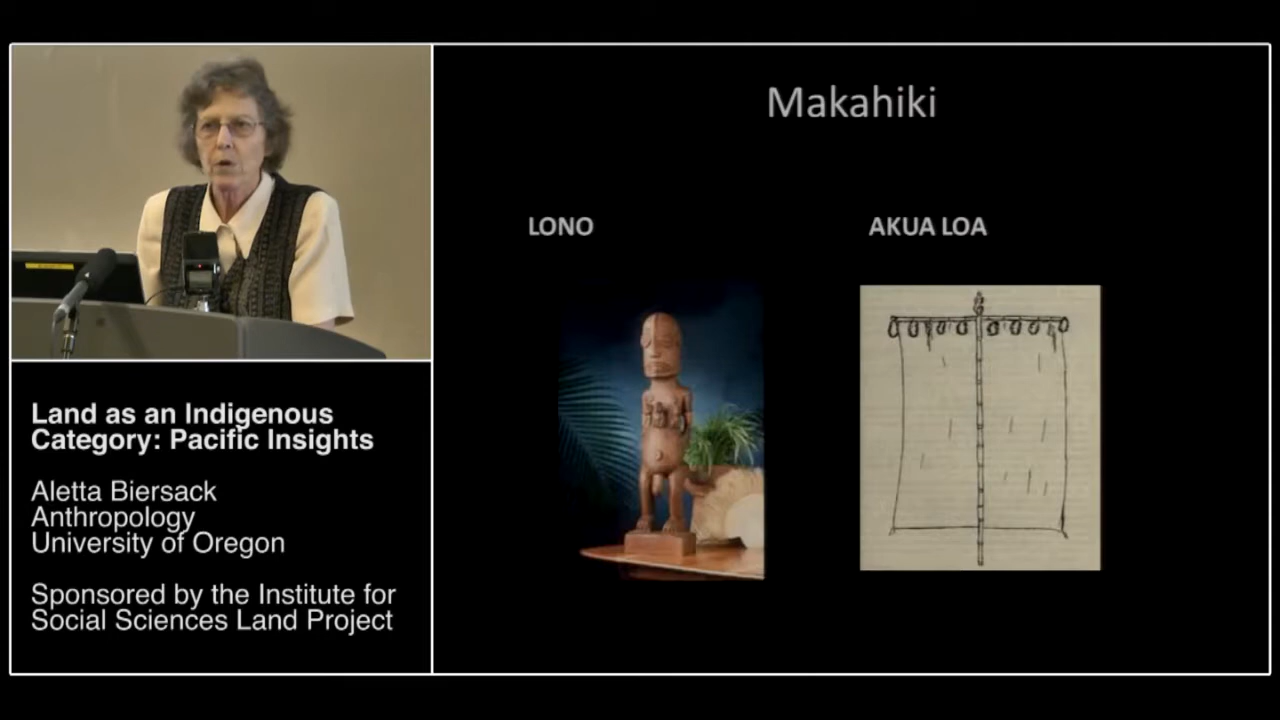 Makahiki
LONO
AKUA LOA
Land as an Indigenous
Category: Pacific Insights
Aletta Biersack
Anthropology
University of Oregon
Sponsored by the Institute for
Social Sciences Land Project